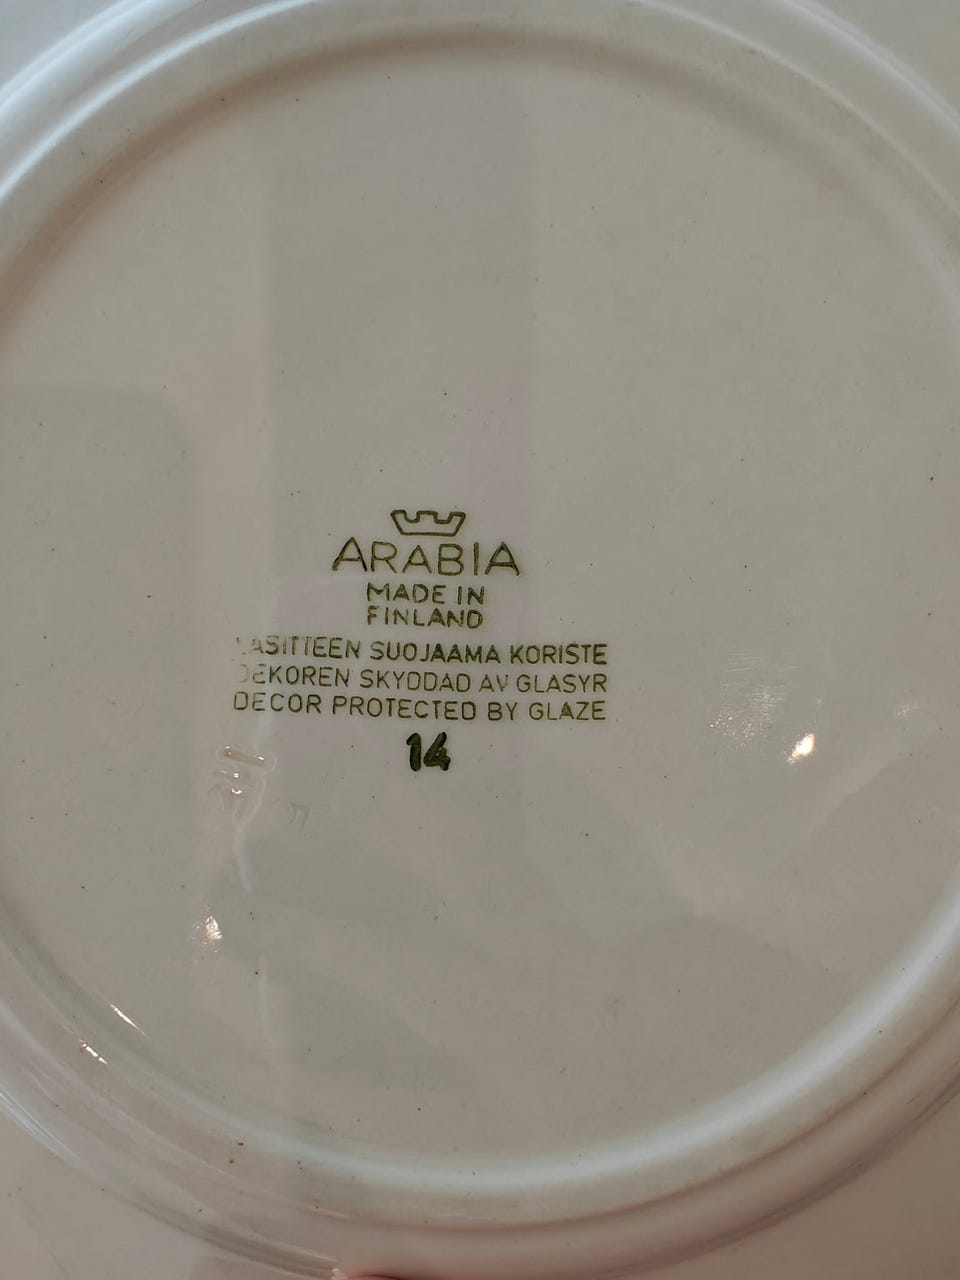 ARABIA
MADE IN
FINLAND
LASITTEEN SUOJAAMA KORISTE
DEKOREN SKYDDAD AV GLASYR
DECOR PROTECTED BY GLAZE
14